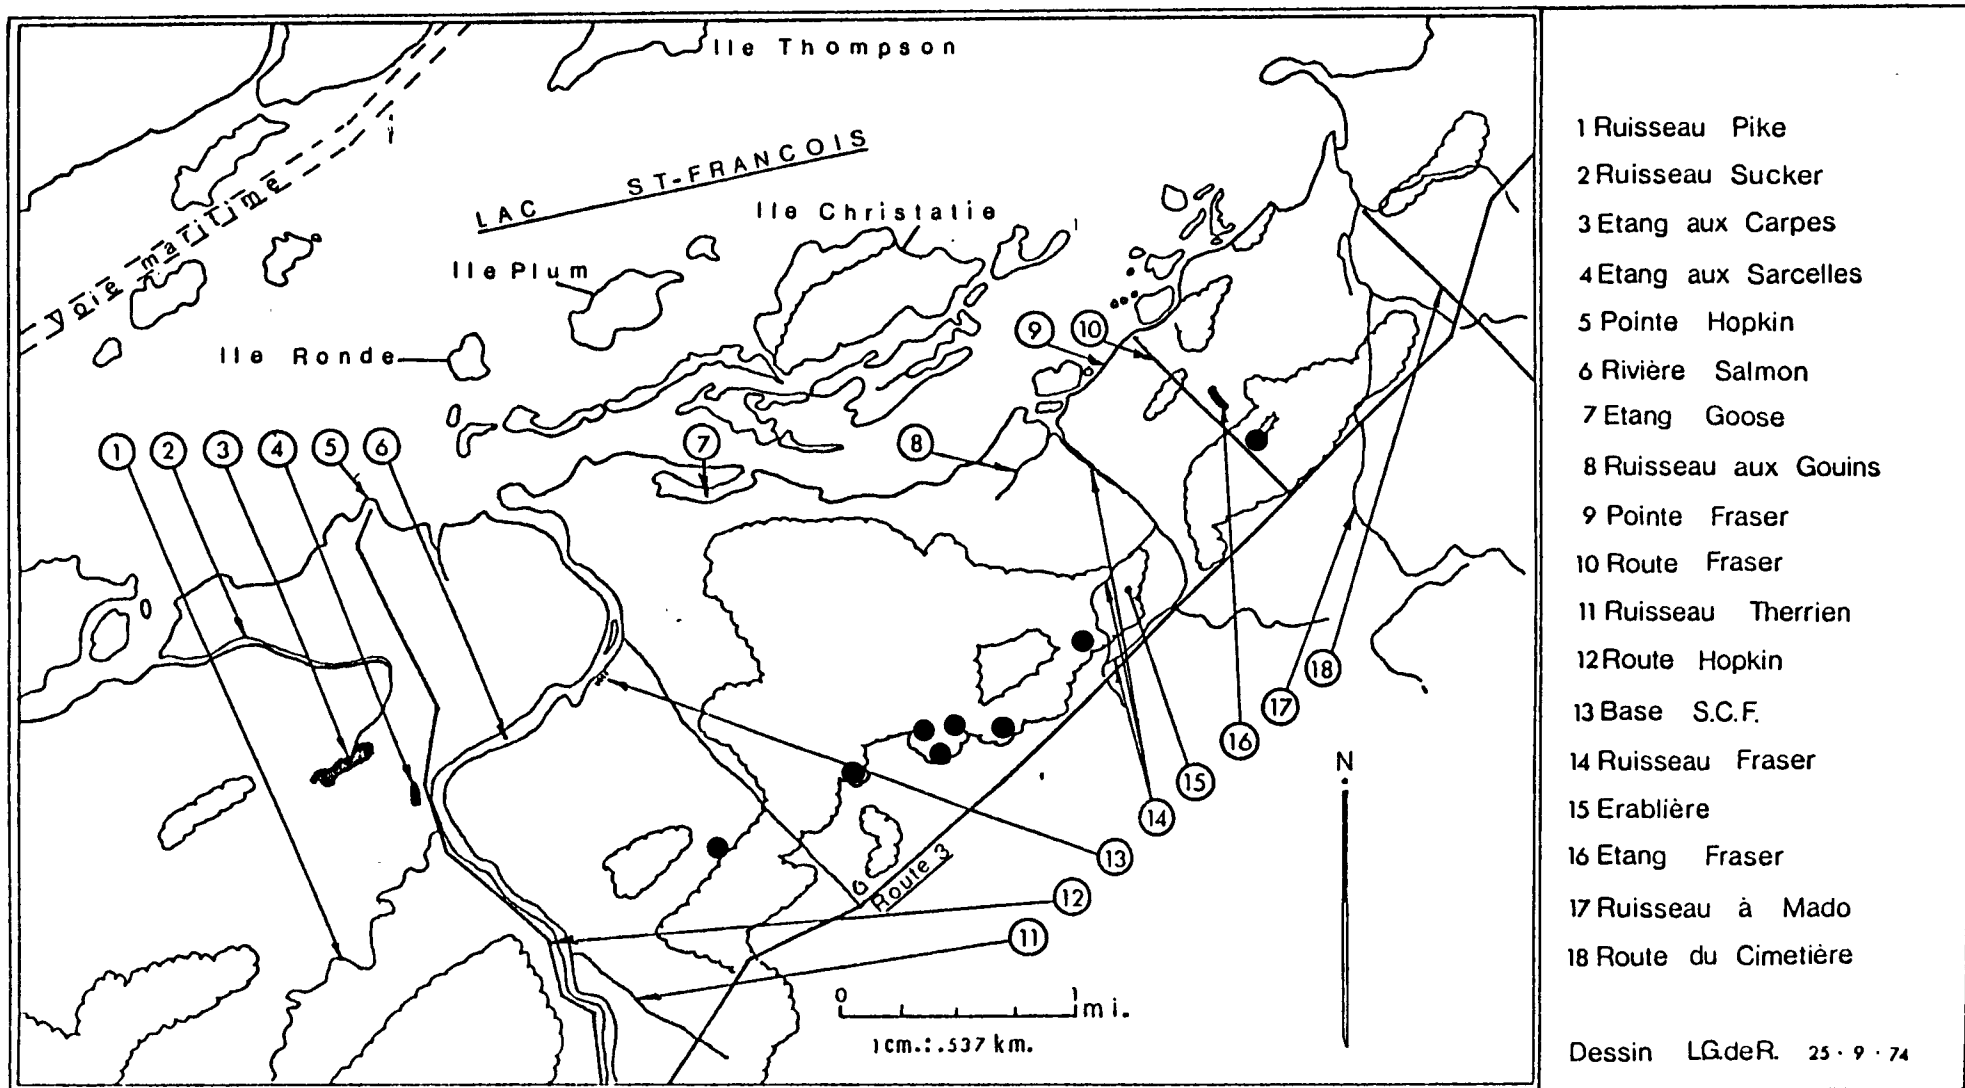 Ile Thompson
LAC ST-FRANCOIS
Voie maritime
Ile Christatie
Ile Plum
Ile Ronde
9 10
1 2 3 4 5 6 7 8
18
17
16
15
14
13
12
11
Route 3
N
0 1 mi.
1cm.:.537 km.
1 Ruisseau Pike
2 Ruisseau Sucker
3 Etang aux Carpes
4 Etang aux Sarcelles
5 Pointe Hopkin
6 Rivière Salmon
7 Etang Goose
8 Ruisseau aux Gouins
9 Pointe Fraser
10 Route Fraser
11 Ruisseau Therrien
12 Route Hopkin
13 Base S.C.F.
14 Ruisseau Fraser
15 Erablière
16 Etang Fraser
17 Ruisseau à Mado
18 Route du Cimetière
Dessin L.G.deR. 25 · 9 · 74